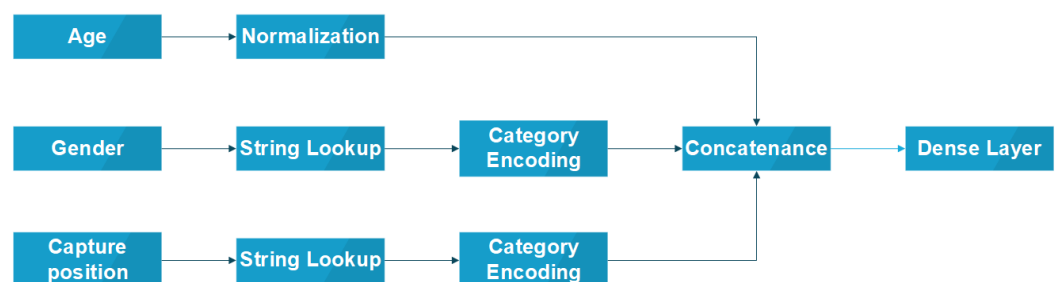 Age
Normalization
Gender
String Lookup
Category
Encoding
Concatenance
Dense Layer
Capture
position
String Lookup
Category
Encoding